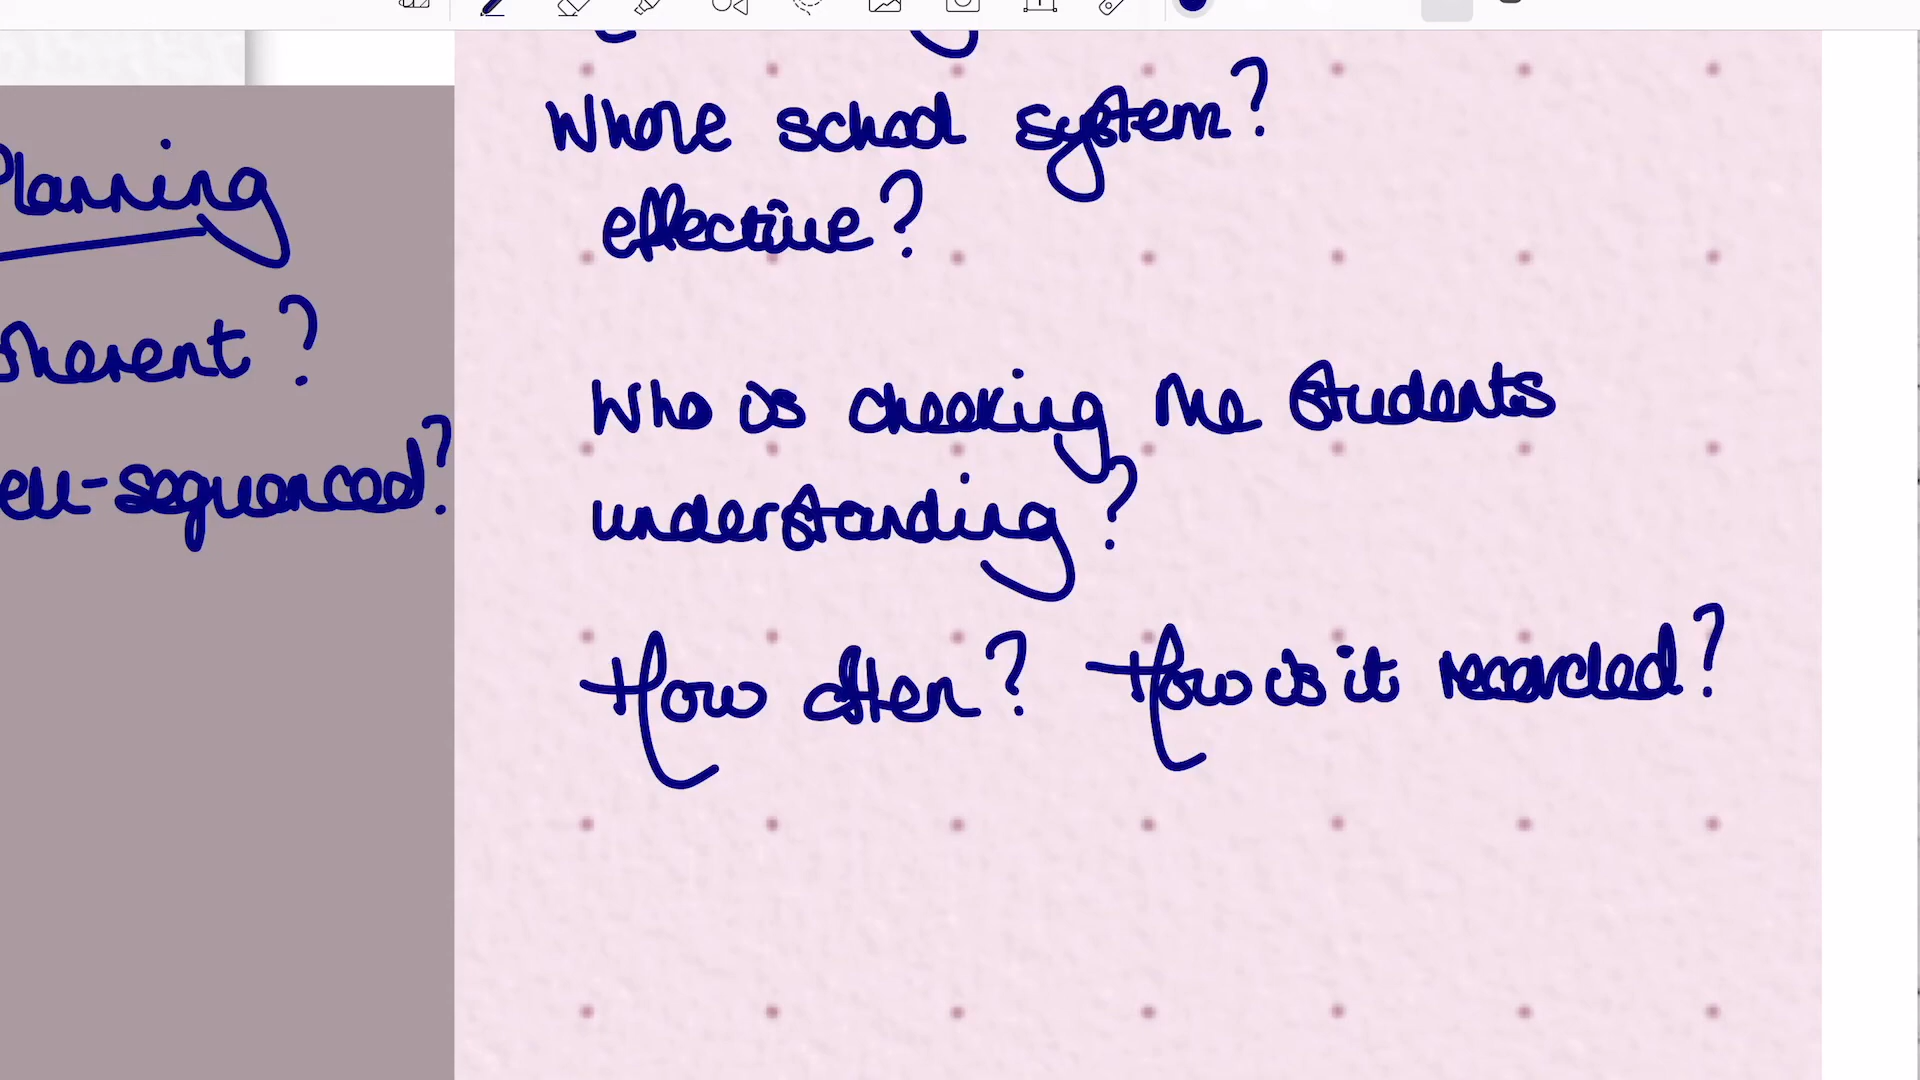 Planning
oherent?
ell-sequenced?
Whole school system?
effective?
Who is checking the students
understanding?
How often? How is it recorded?